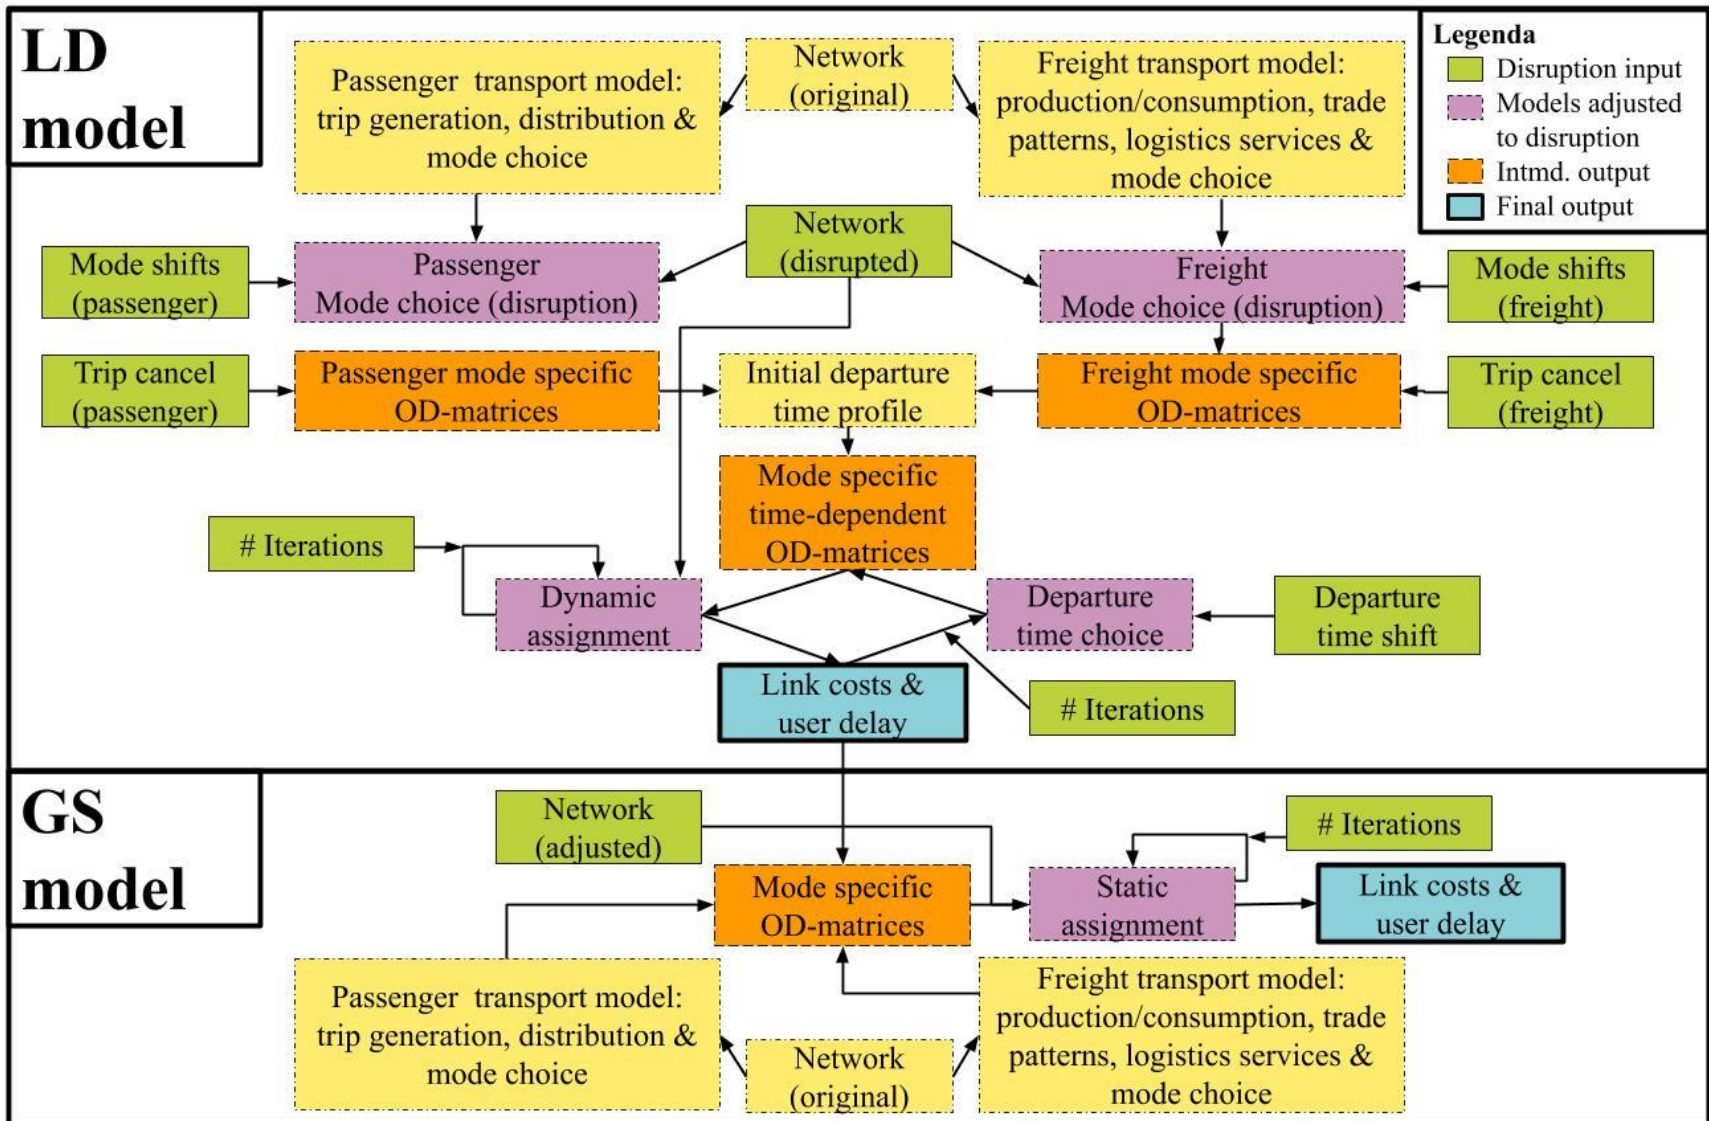 LD
model
Passenger transport model:
trip generation, distribution &
mode choice
Network
(original)
Freight transport model:
production/consumption, trade
patterns, logistics services &
mode choice
Legenda
Disruption input
Models adjusted
to disruption
Intmd. output
Final output
Mode shifts
(passenger)
Passenger
Mode choice (disruption)
Network
(disrupted)
Freight
Mode choice (disruption)
Mode shifts
(freight)
Trip cancel
(passenger)
Passenger mode specific
OD-matrices
Initial departure
time profile
Freight mode specific
OD-matrices
Trip cancel
(freight)
Mode specific
time-dependent
OD-matrices
# Iterations
Dynamic
assignment
Departure
time choice
Departure
time shift
Link costs &
user delay
# Iterations
GS
model
Network
(adjusted)
# Iterations
Mode specific
OD-matrices
Static
assignment
Link costs &
user delay
Passenger transport model:
trip generation, distribution &
mode choice
Network
(original)
Freight transport model:
production/consumption, trade
patterns, logistics services &
mode choice